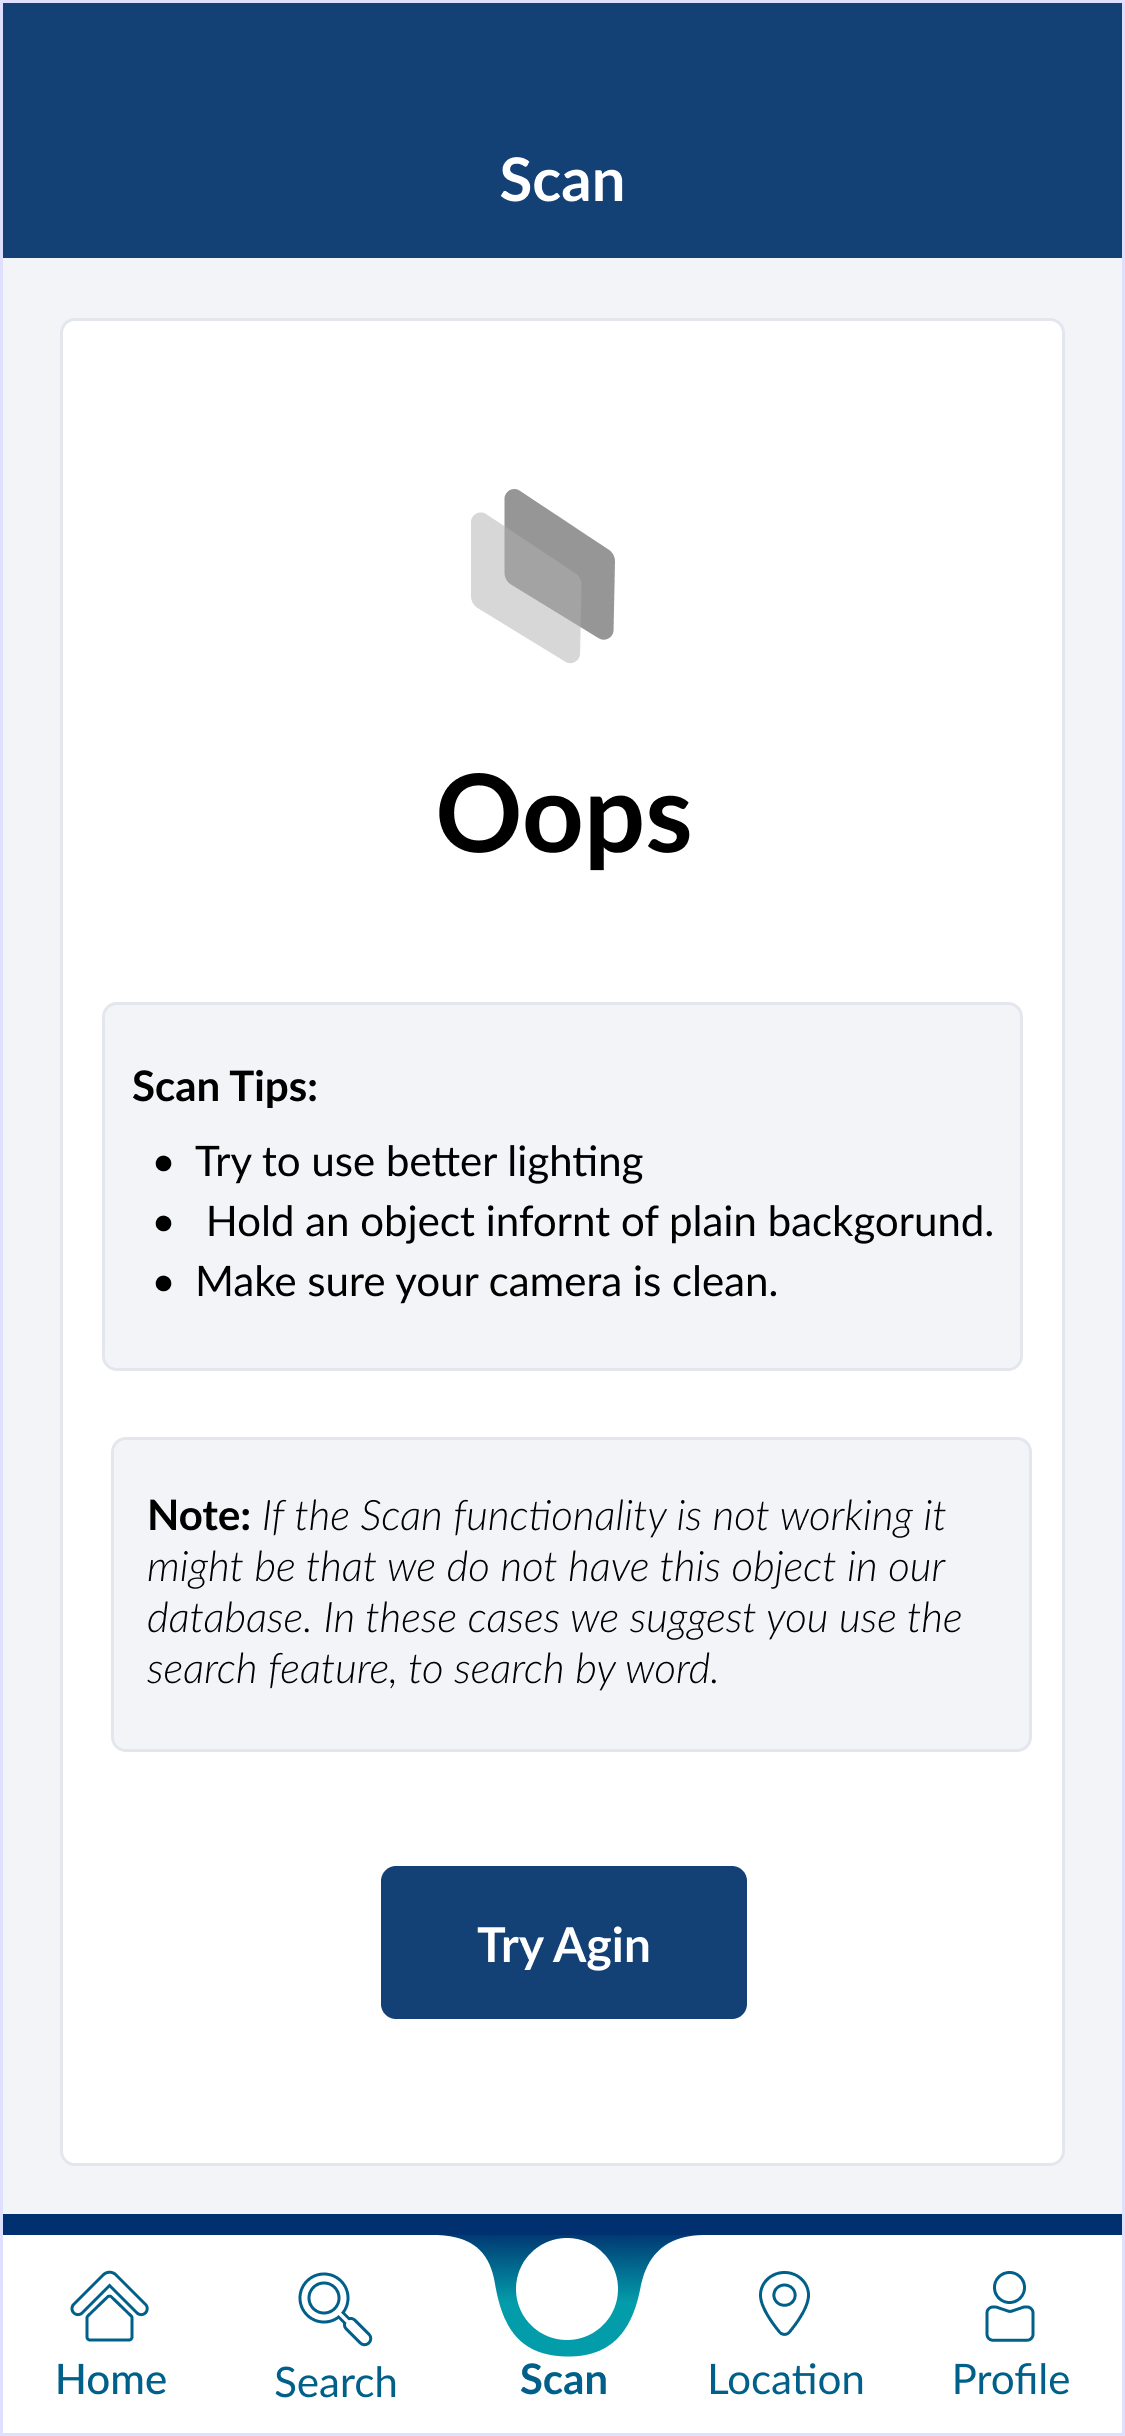 Scan
Oops
Scan Tips:
• Try to use better lighting
• Hold an object infornt of plain backgorund.
• Make sure your camera is clean.
Note: If the Scan functionality is not working it
might be that we do not have this object in our
database. In these cases we suggest you use the
search feature, to search by word.
Try Agin
Home
Search
Scan
Location
Profile